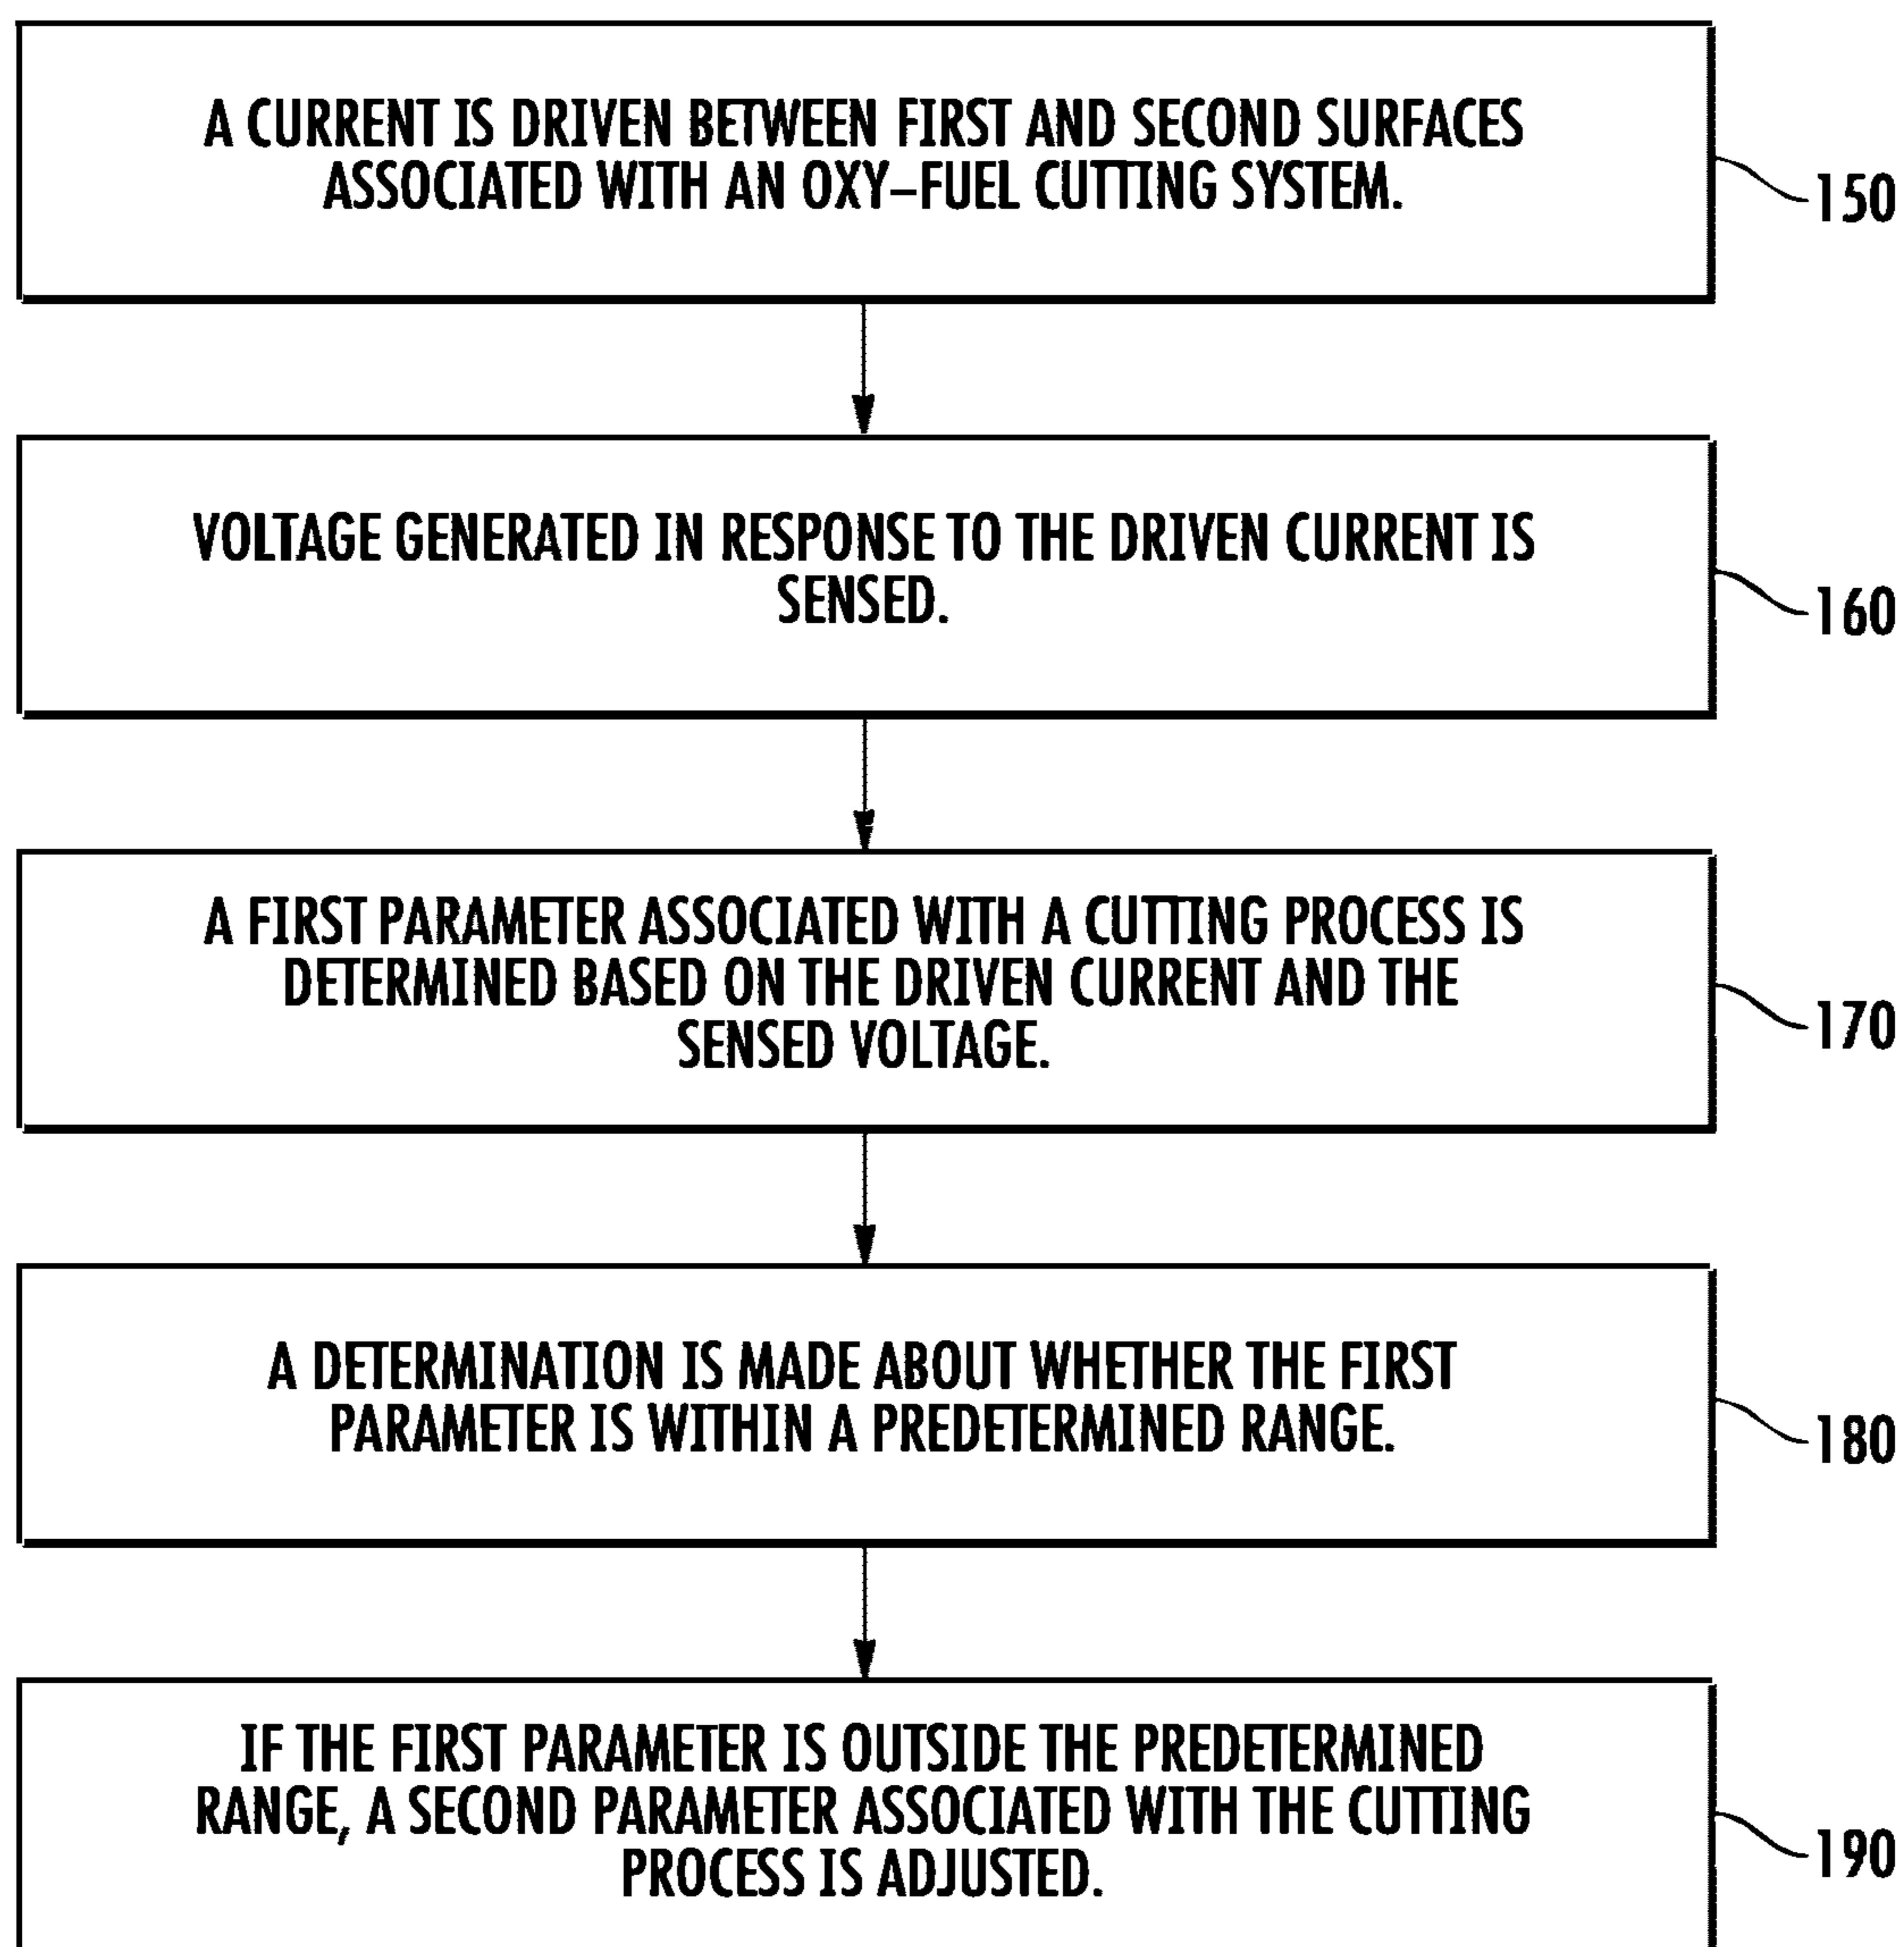 A CURRENT IS DRIVEN BETWEEN FIRST AND SECOND SURFACES
ASSOCIATED WITH AN OXY–FUEL CUTTING SYSTEM.
150
VOLTAGE GENERATED IN RESPONSE TO THE DRIVEN CURRENT IS
SENSED.
160
A FIRST PARAMETER ASSOCIATED WITH A CUTTING PROCESS IS
DETERMINED BASED ON THE DRIVEN CURRENT AND THE
SENSED VOLTAGE.
170
A DETERMINATION IS MADE ABOUT WHETHER THE FIRST
PARAMETER IS WITHIN A PREDETERMINED RANGE.
180
IF THE FIRST PARAMETER IS OUTSIDE THE PREDETERMINED
RANGE, A SECOND PARAMETER ASSOCIATED WITH THE CUTTING
PROCESS IS ADJUSTED.
190